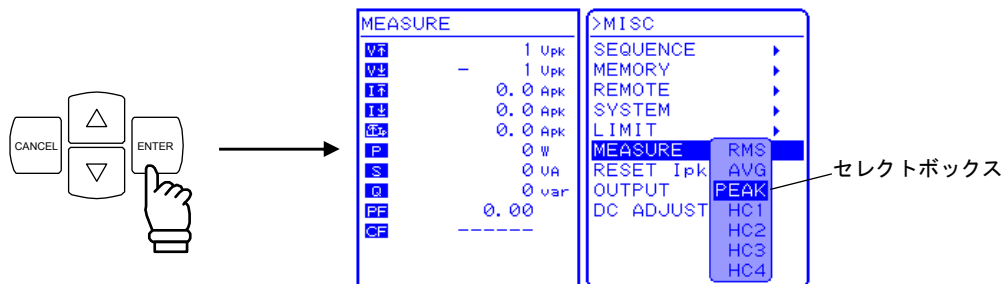 CANCEL
ENTER
MEASURE
V↑ 1 Vpk
V↓ − 1 Vpk
I↑ 0.0 Apk
I↓ 0.0 Apk
0.0 Apk
P 0 W
S 0 VA
Q 0 var
PF 0.00
CF ------
>MISC
SEQUENCE
MEMORY
REMOTE
SYSTEM
LIMIT
MEASURE RMS
RESET Ipk AVG
OUTPUT PEAK
DC ADJUST HC1
HC2
HC3
HC4
セレクトボックス